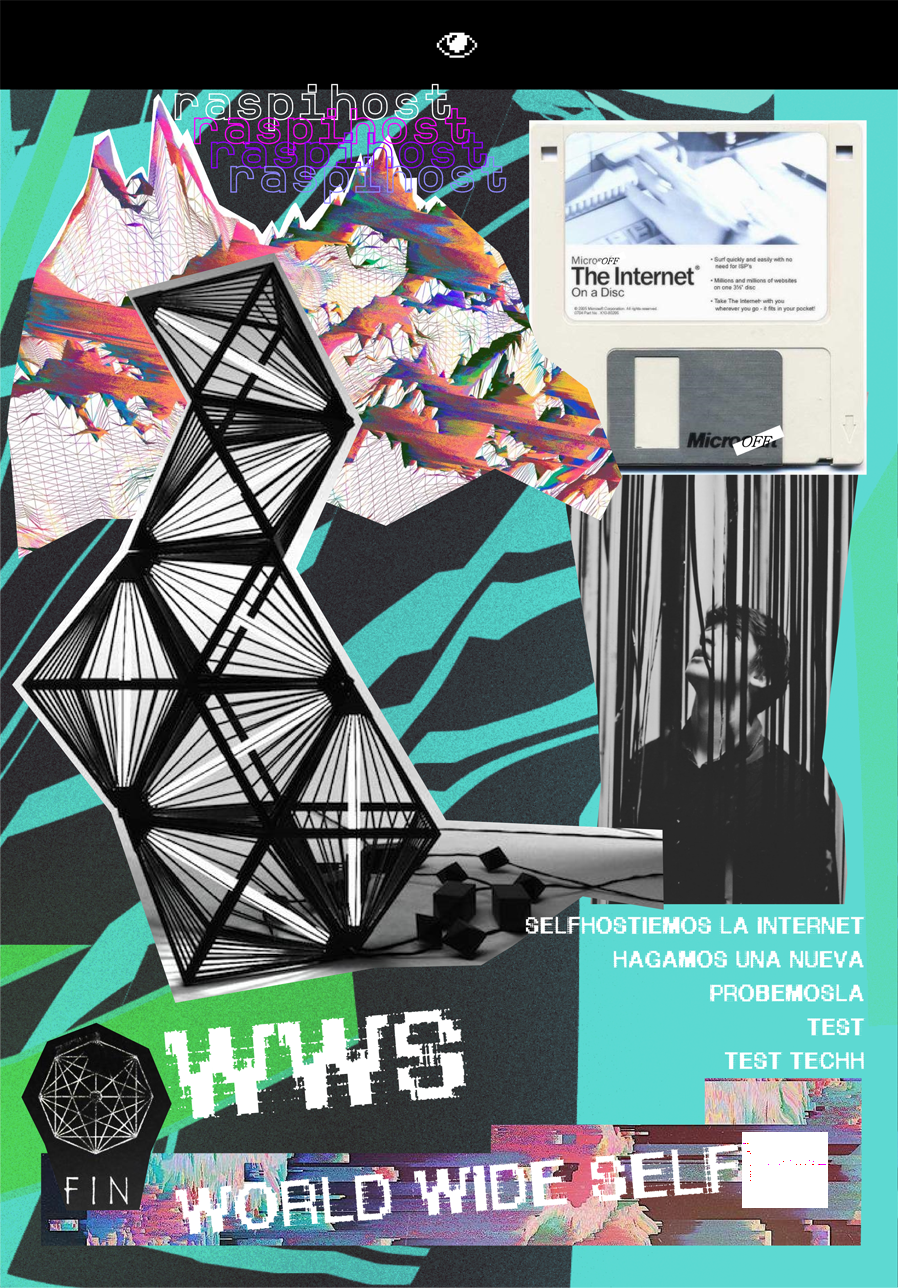 raspihost
raspihost
raspihost
raspihost
MicroOFF
The Internet®
On a Disc
• Surf quickly and easily with no
need for ISP's
• Millions and millions of websites
on one 3½" disc
• Take The Internet with you
wherever you go - it fits in your pocket!
MicroOFFt
SELFHOSTIEMOS LA INTERNET
HAGAMOS UNA NUEVA
PROBEMOSLA
TEST
TEST TECHH
WWS
FIN
WORLD WIDE SELF